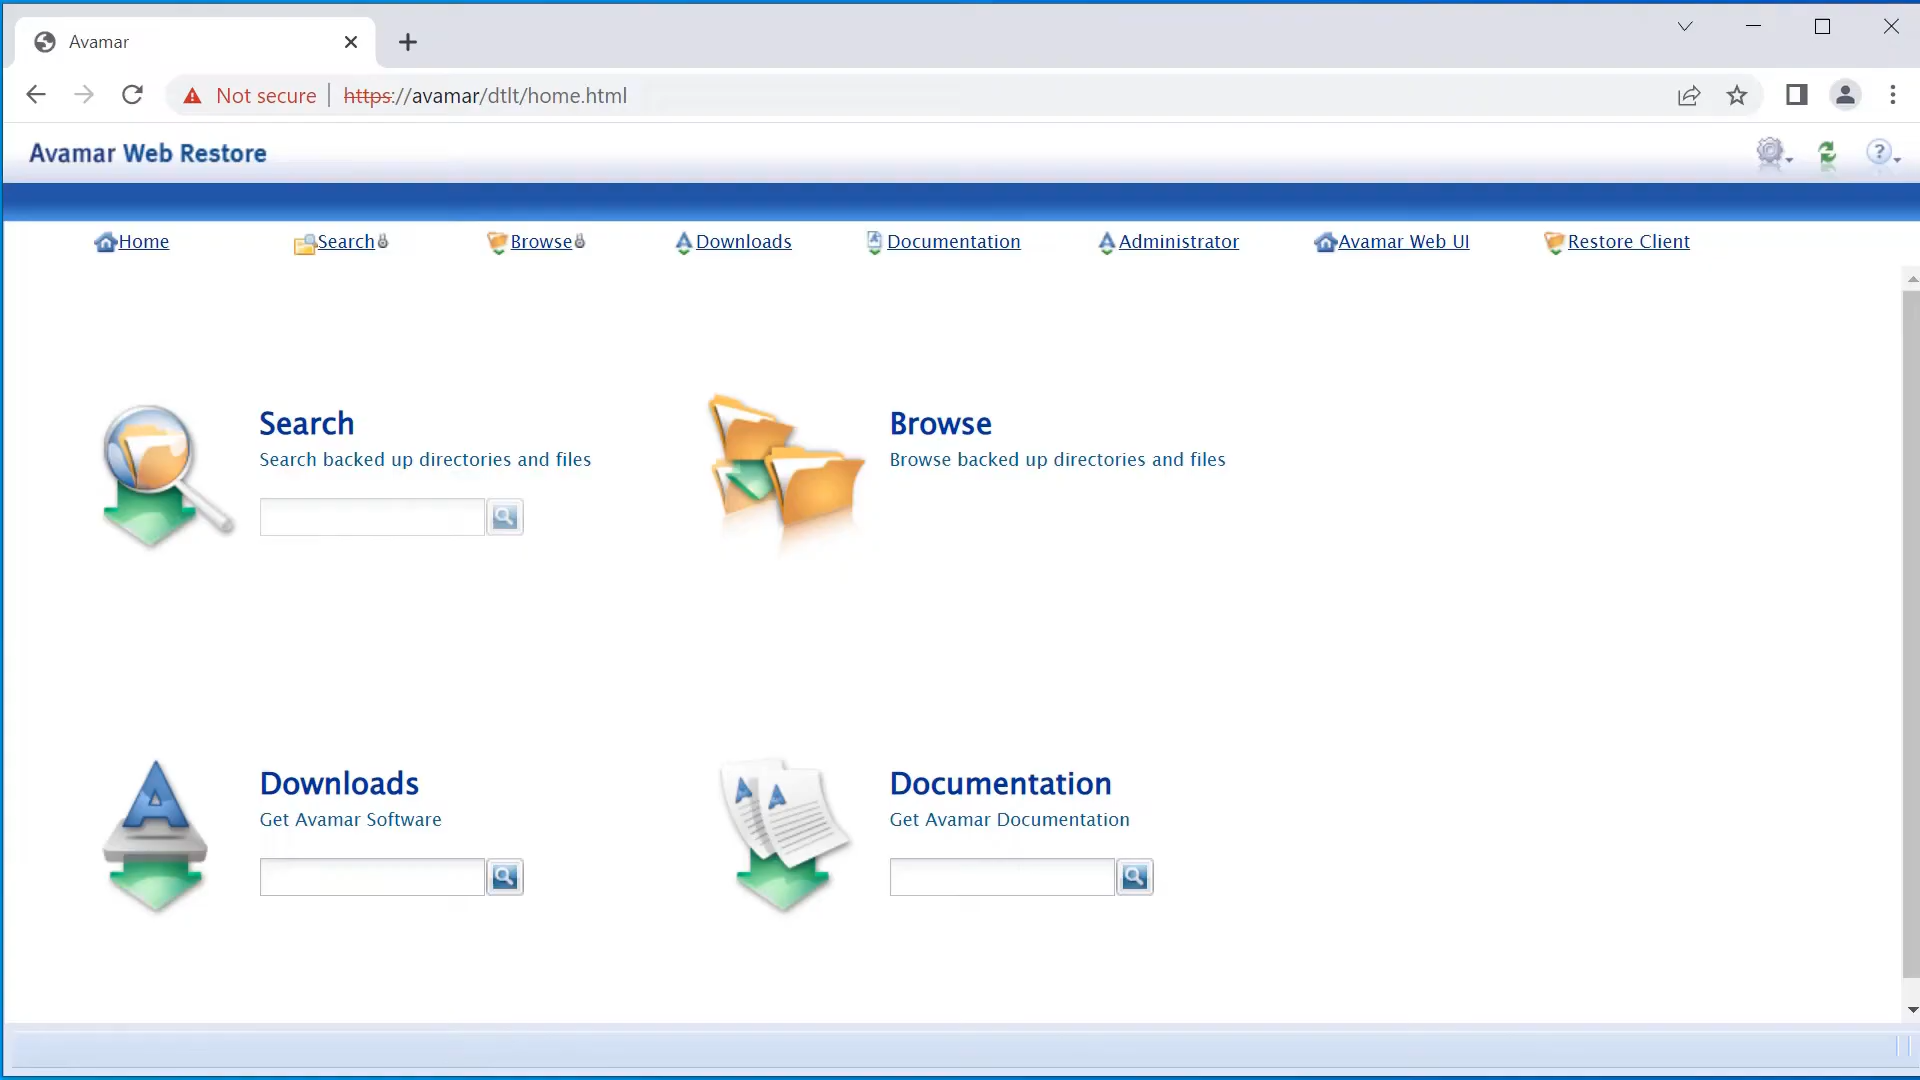 Avamar
Not secure https://avamar/dtlt/home.html
Avamar Web Restore
Home Search Browse Downloads Documentation Administrator Avamar Web UI Restore Client
Search
Search backed up directories and files
Browse
Browse backed up directories and files
Downloads
Get Avamar Software
Documentation
Get Avamar Documentation